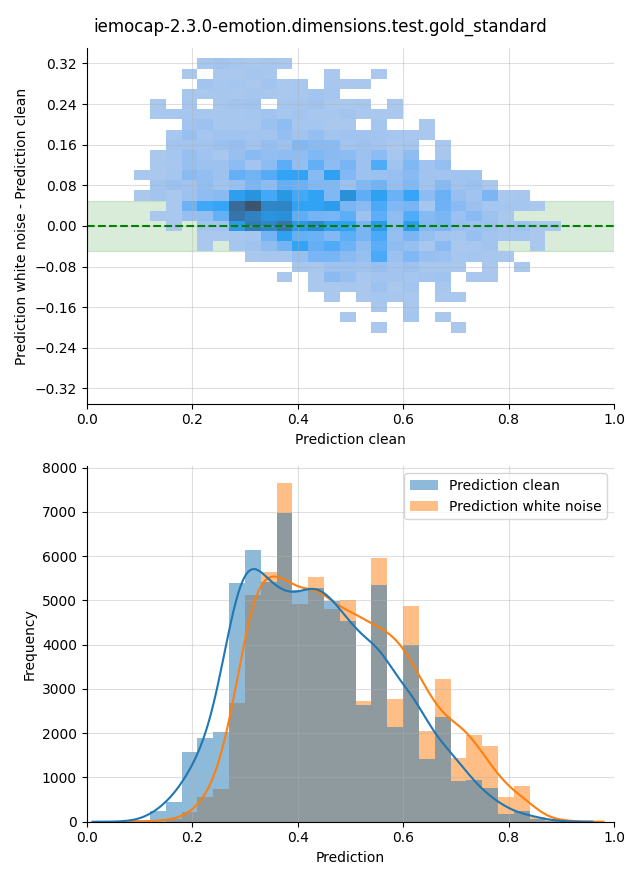 iemocap-2.3.0-emotion.dimensions.test.gold_standard
Prediction white noise - Prediction clean
0.32
0.24
0.16
0.08
0.00
−0.08
−0.16
−0.24
−0.32
0.0 0.2 0.4 0.6 0.8 1.0
Prediction clean
Frequency
8000
7000
6000
5000
4000
3000
2000
1000
0
Prediction clean
Prediction white noise
0.0 0.2 0.4 0.6 0.8 1.0
Prediction